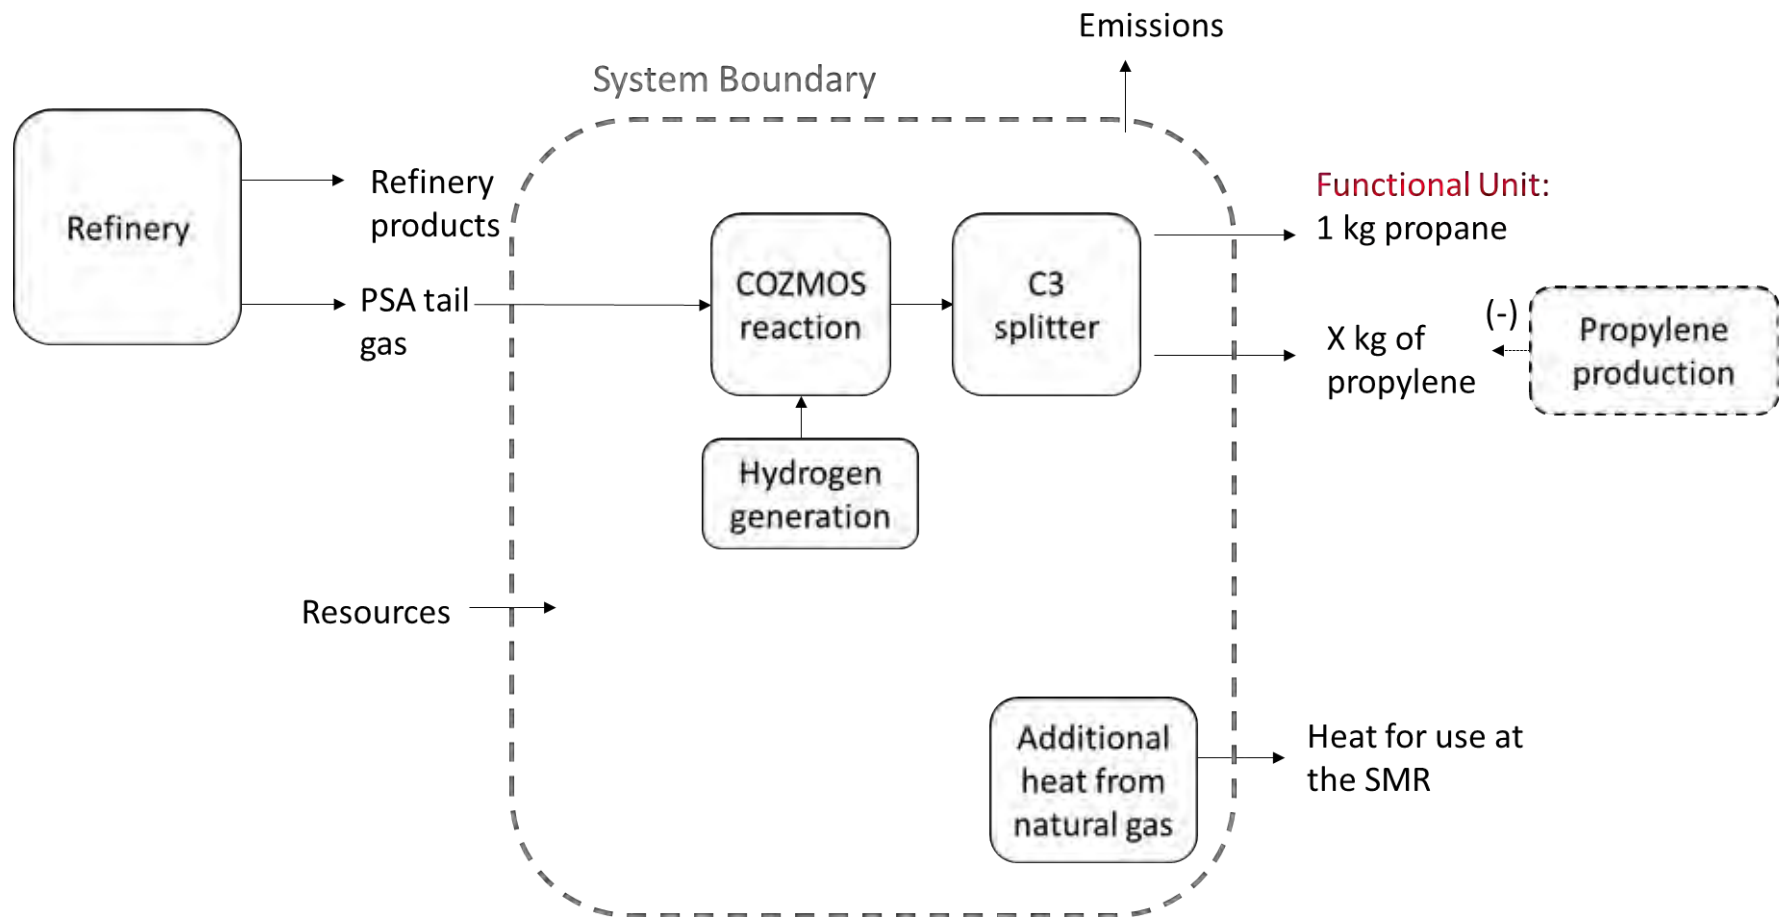 Emissions
System Boundary
Refinery
Refinery
products
PSA tail
gas
COZMOS
reaction
C3
splitter
Hydrogen
generation
Functional Unit:
1 kg propane
X kg of
propylene
(-)
Propylene
production
Resources
Additional
heat from
natural gas
Heat for use at
the SMR